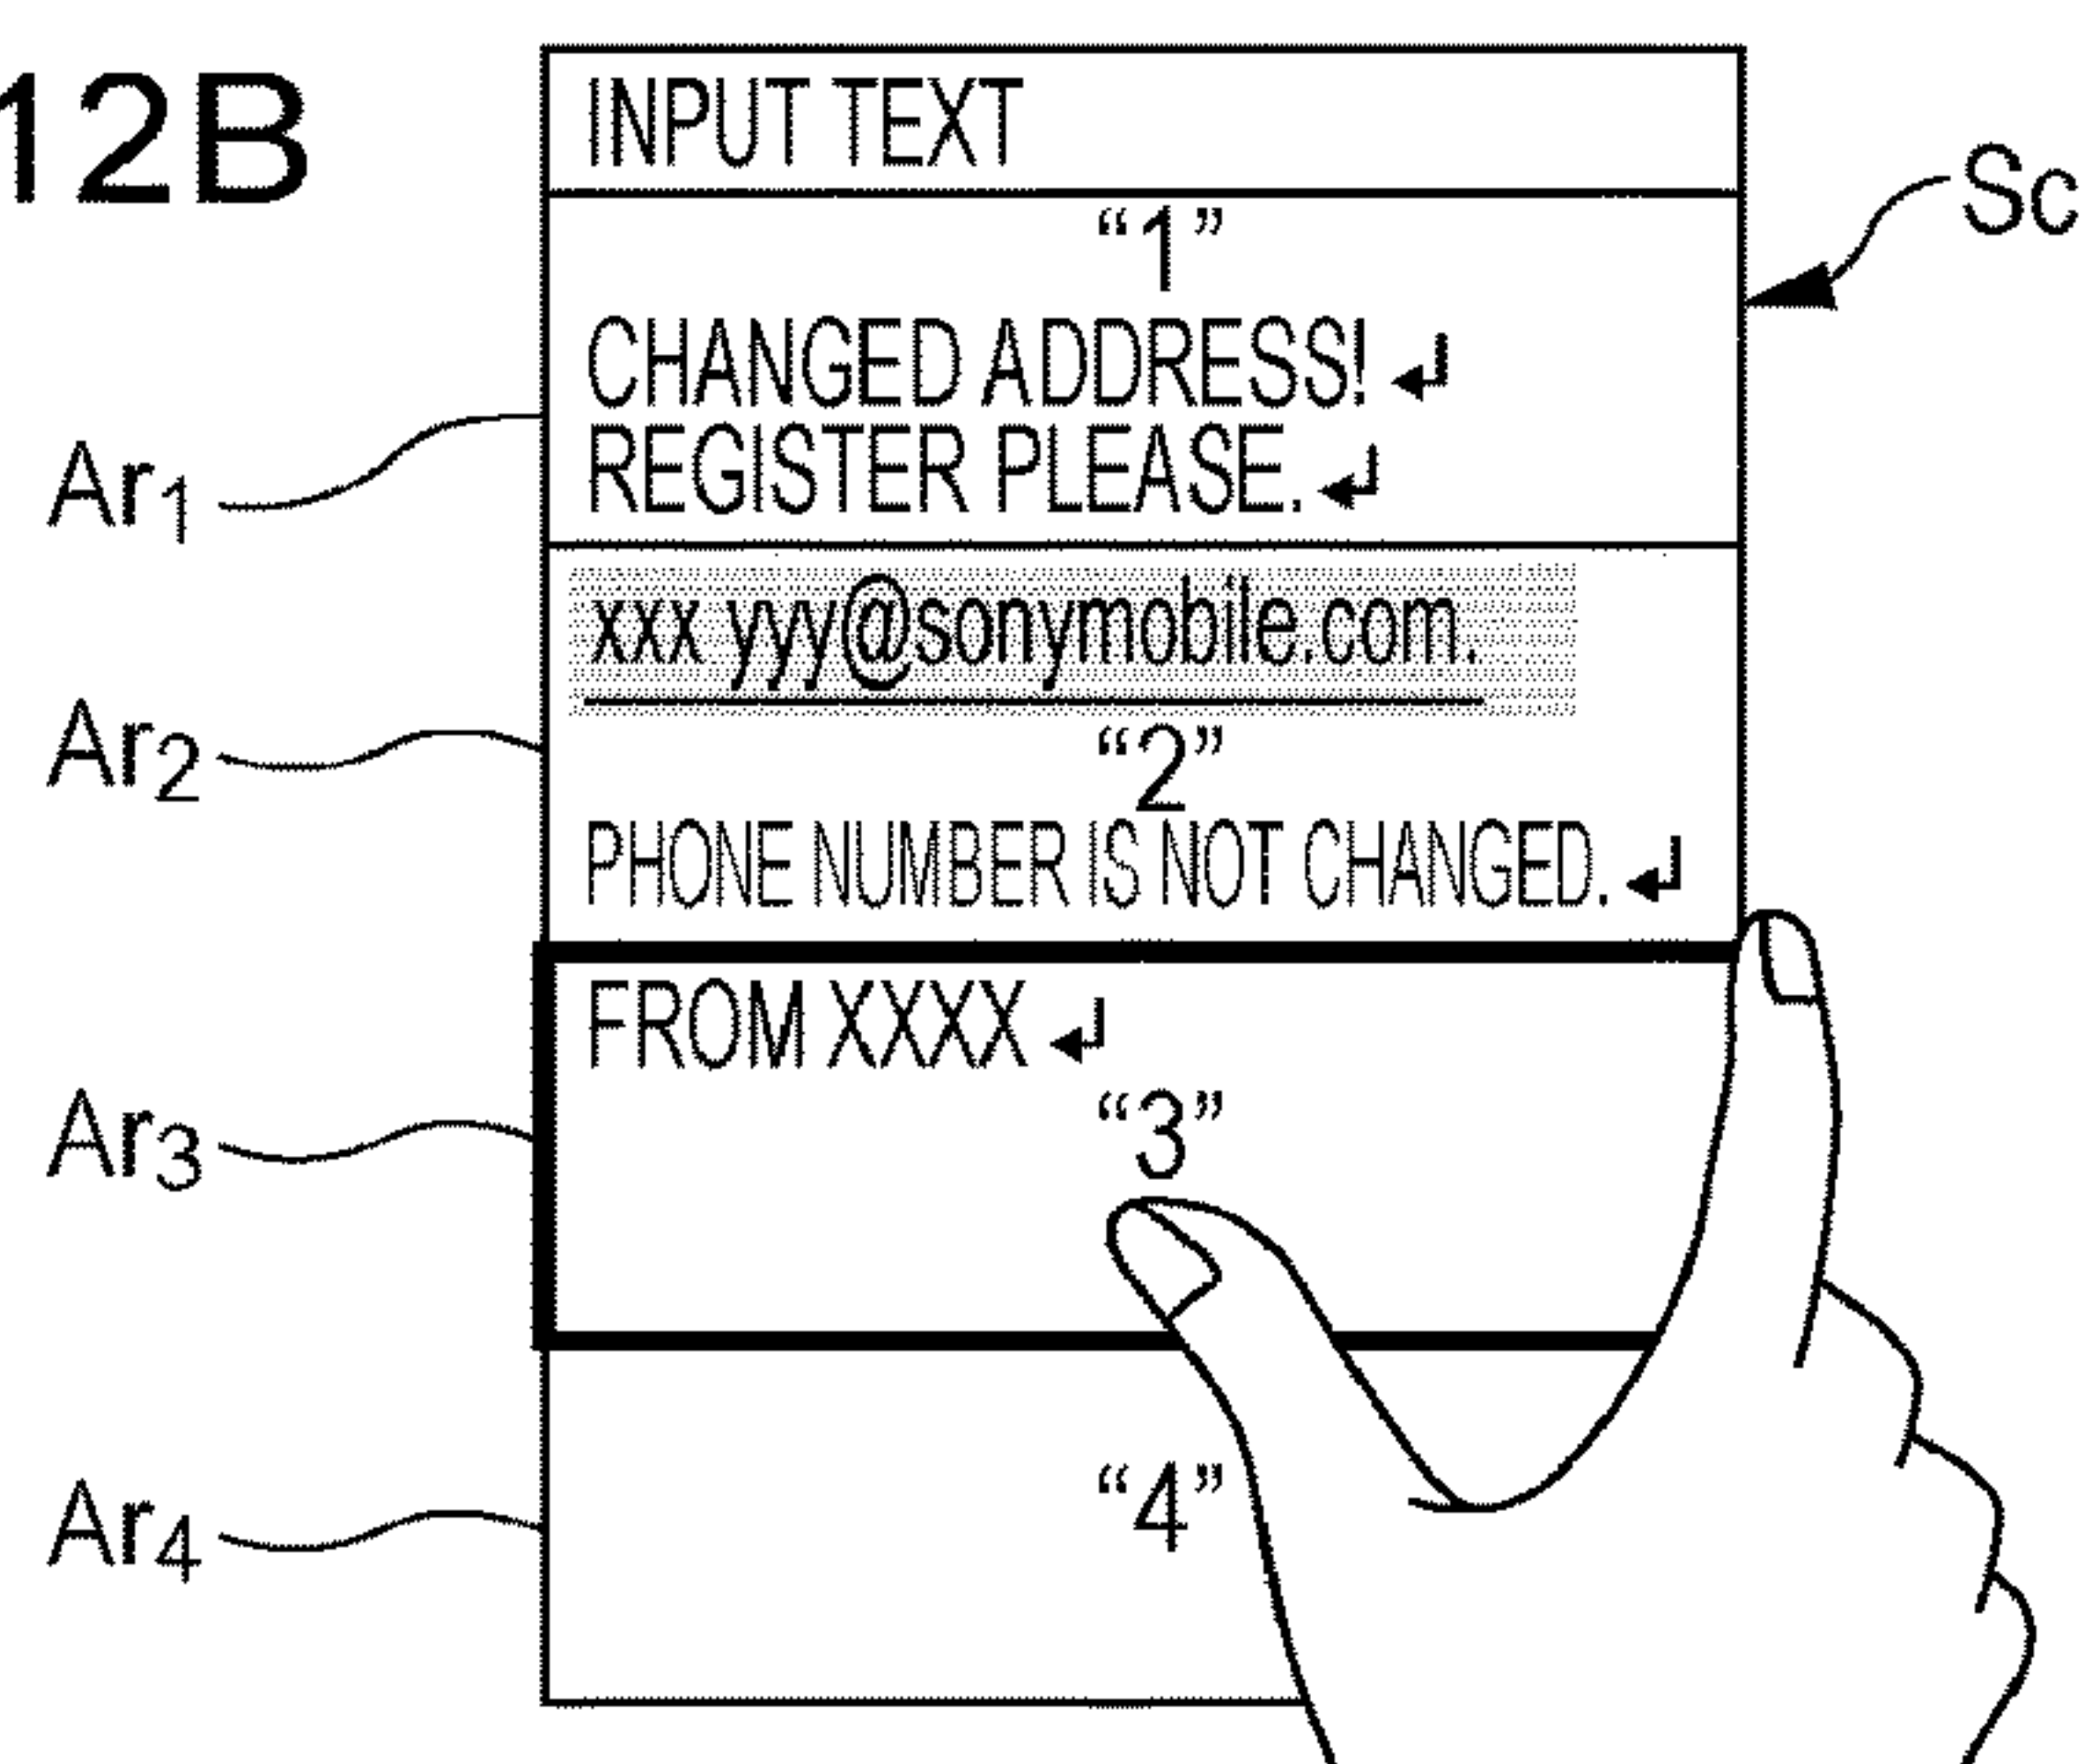 12B
INPUT TEXT
Sc
“1”
CHANGED ADDRESS! ↲
REGISTER PLEASE. ↲
Ar1
xxx yyy@sonymobile.com.
Ar2
“2”
PHONE NUMBER IS NOT CHANGED. ↲
FROM XXXX ↲
Ar3
“3”
Ar4
“4”